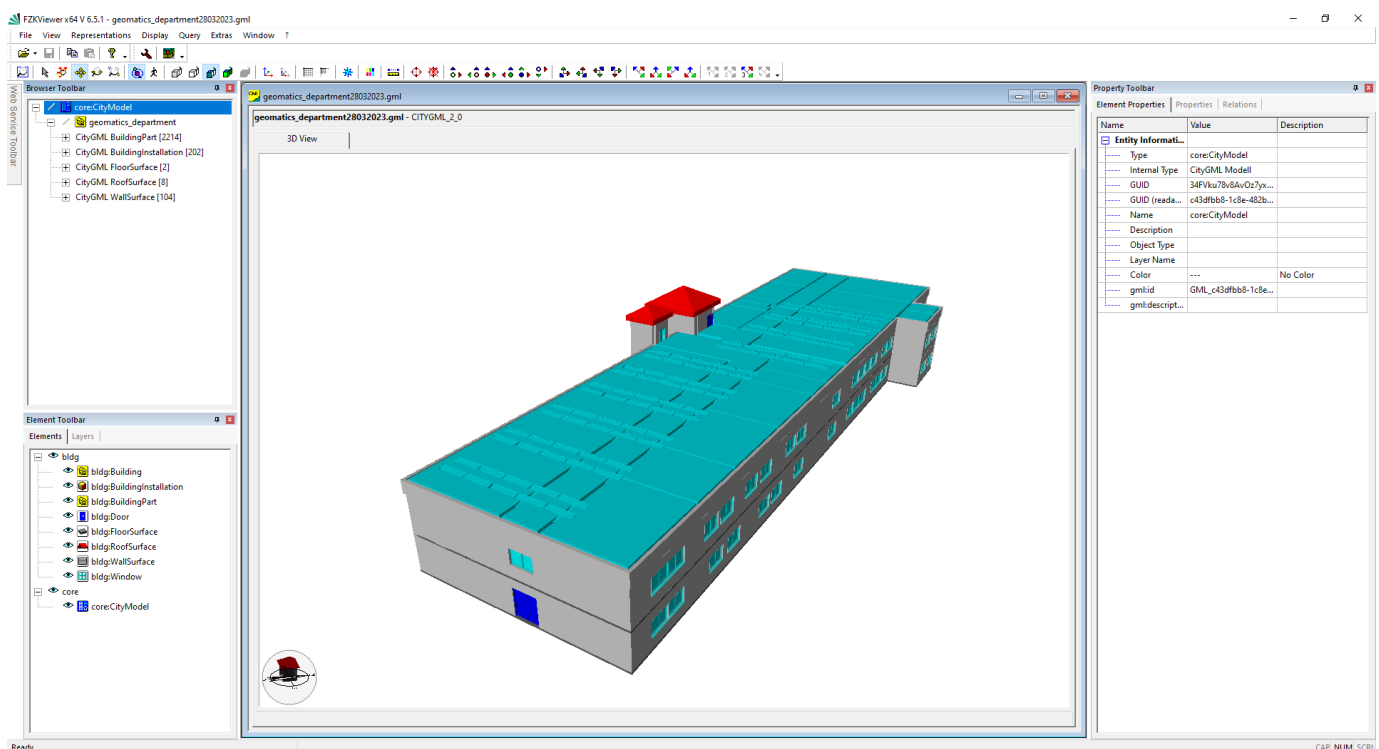 FZKViewer x64 V 6.5.1 - geomatics_department28032023.gml
File View Representations Display Query Extras Window ?
Web Service Toolbar
Browser Toolbar
core:CityModel
geomatics_department
CityGML BuildingPart [2214]
CityGML BuildingInstallation [202]
CityGML FloorSurface [2]
CityGML RoofSurface [8]
CityGML WallSurface [104]
Element Toolbar
Elements Layers
bldg
bldg:Building
bldg:BuildingInstallation
bldg:BuildingPart
bldg:Door
bldg:FloorSurface
bldg:RoofSurface
bldg:WallSurface
bldg:Window
core
core:CityModel
geomatics_department28032023.gml
geomatics_department28032023.gml - CITYGML_2_0
3D View
Property Toolbar
Element Properties Properties Relations
Name Value Description
Entity Informati...
Type core:CityModel
Internal Type CityGML Modell
GUID 34FVku78v8AvOz7yx...
GUID (reada... c43dfbb8-1c8e-482b...
Name core:CityModel
Description
Object Type
Layer Name
Color --- No Color
gml:id GML_c43dfbb8-1c8e...
gml:descript...
Ready
CAP NUM SCRL